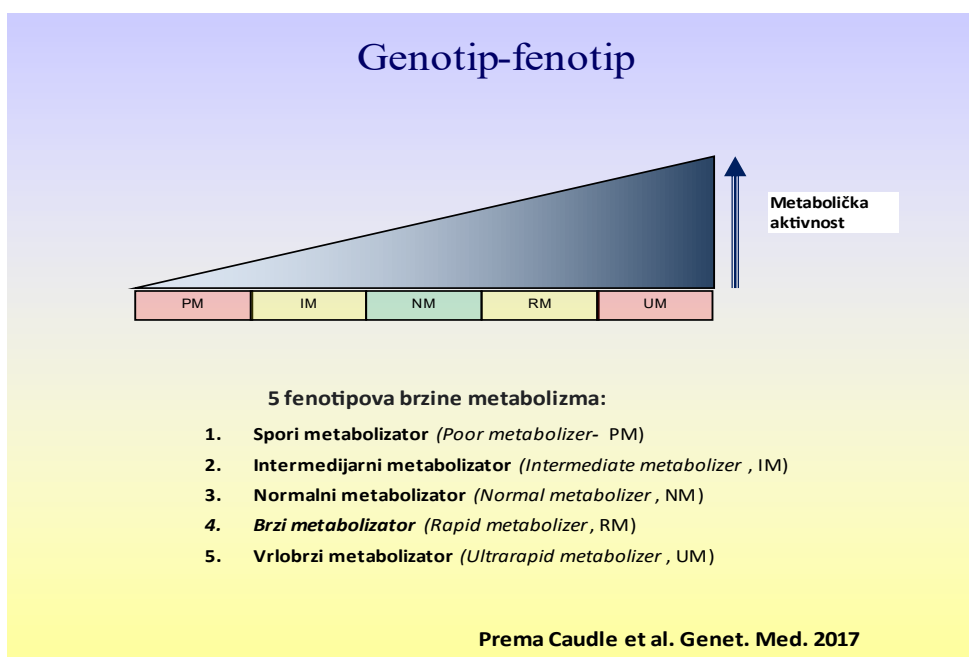 Genotip-fenotip
Metabolička
aktivnost
PM IM NM RM UM
5 fenotipova brzine metabolizma:
1. Spori metabolizator (Poor metabolizer- PM)
2. Intermedijarni metabolizator (Intermediate metabolizer , IM)
3. Normalni metabolizator (Normal metabolizer , NM)
4. Brzi metabolizator (Rapid metabolizer , RM)
5. Vrlobrzi metabolizator (Ultrarapid metabolizer , UM)
Prema Caudle et al. Genet. Med. 2017